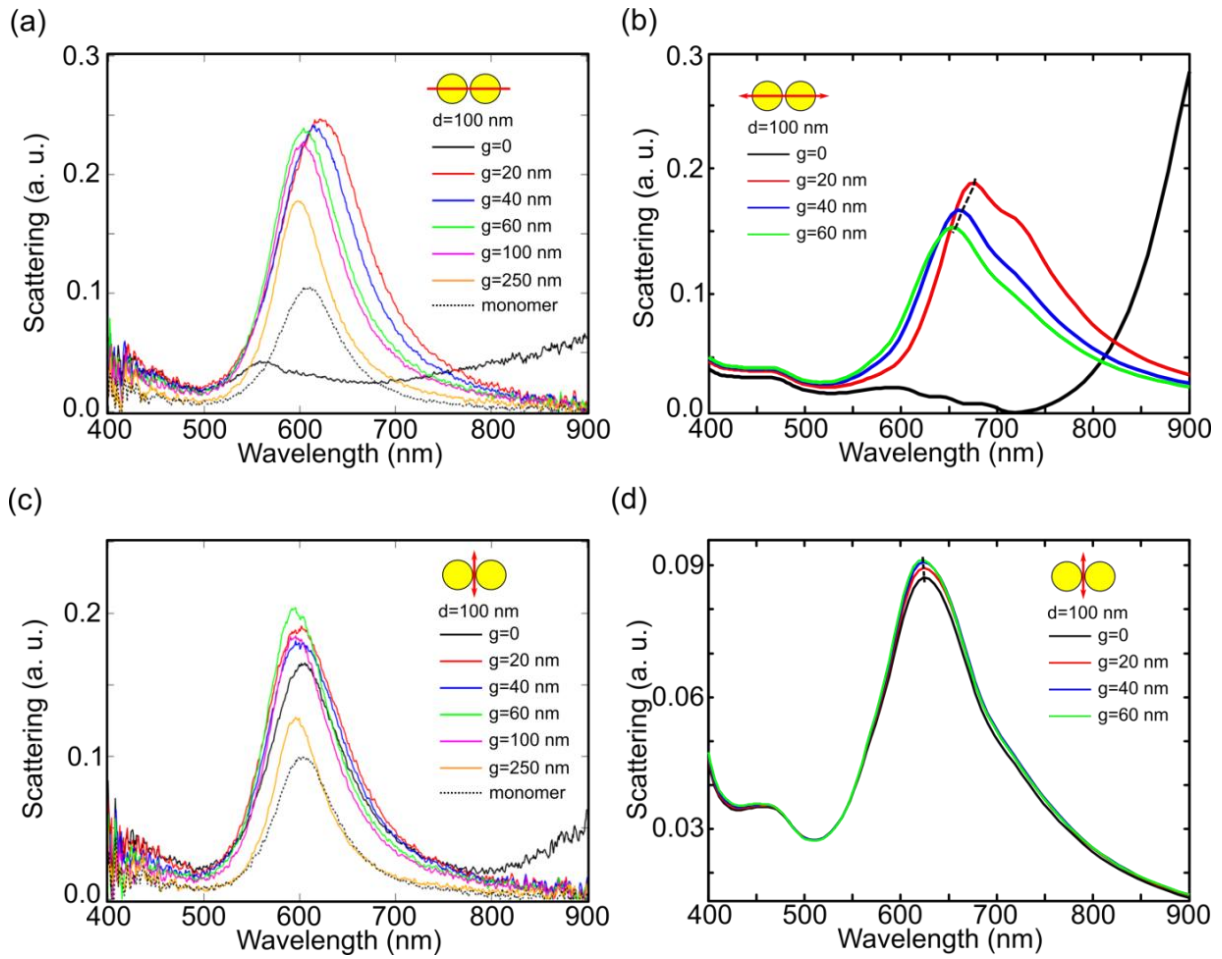 (a)
0.3
0.2
0.1
0.0
Scattering (a. u.)
400 500 600 700 800 900
Wavelength (nm)
d=100 nm
g=0
g=20 nm
g=40 nm
g=60 nm
g=100 nm
g=250 nm
monomer
(b)
0.3
0.2
0.1
0.0
Scattering (a. u.)
400 500 600 700 800 900
Wavelength (nm)
d=100 nm
g=0
g=20 nm
g=40 nm
g=60 nm
(c)
0.2
0.1
0.0
Scattering (a. u.)
400 500 600 700 800 900
Wavelength (nm)
d=100 nm
g=0
g=20 nm
g=40 nm
g=60 nm
g=100 nm
g=250 nm
monomer
(d)
0.09
0.06
0.03
Scattering (a. u.)
400 500 600 700 800 900
Wavelength (nm)
d=100 nm
g=0
g=20 nm
g=40 nm
g=60 nm